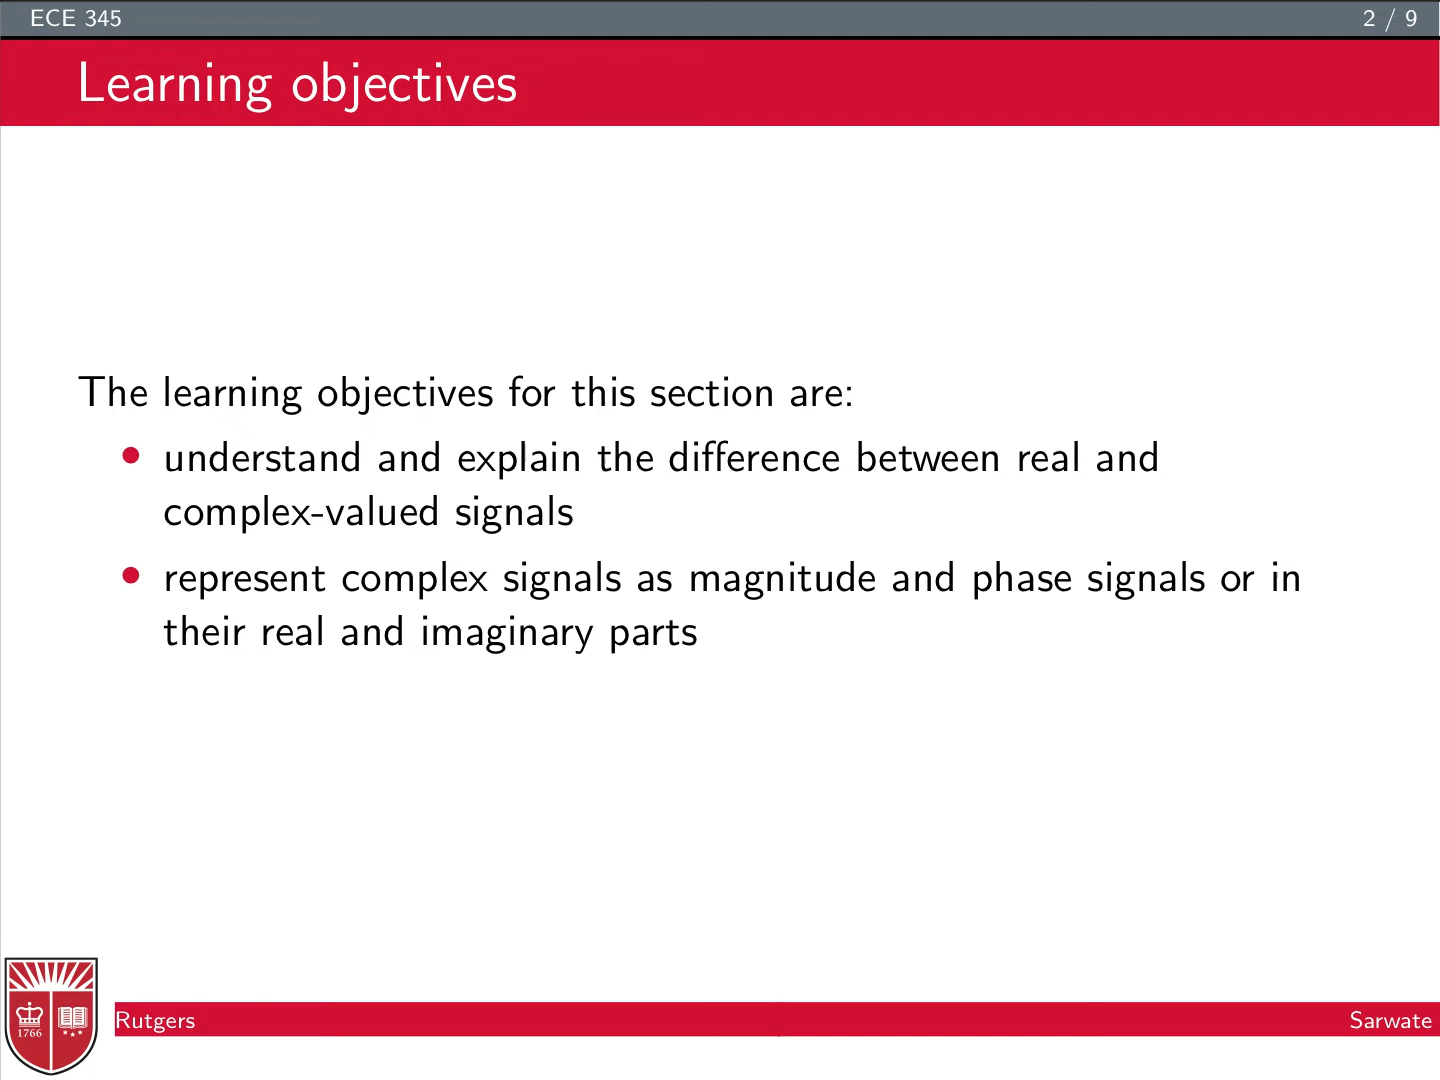 ECE 345
2 / 9
Learning objectives
The learning objectives for this section are:
• understand and explain the difference between real and
complex-valued signals
• represent complex signals as magnitude and phase signals or in
their real and imaginary parts
1766
Rutgers
Sarwate